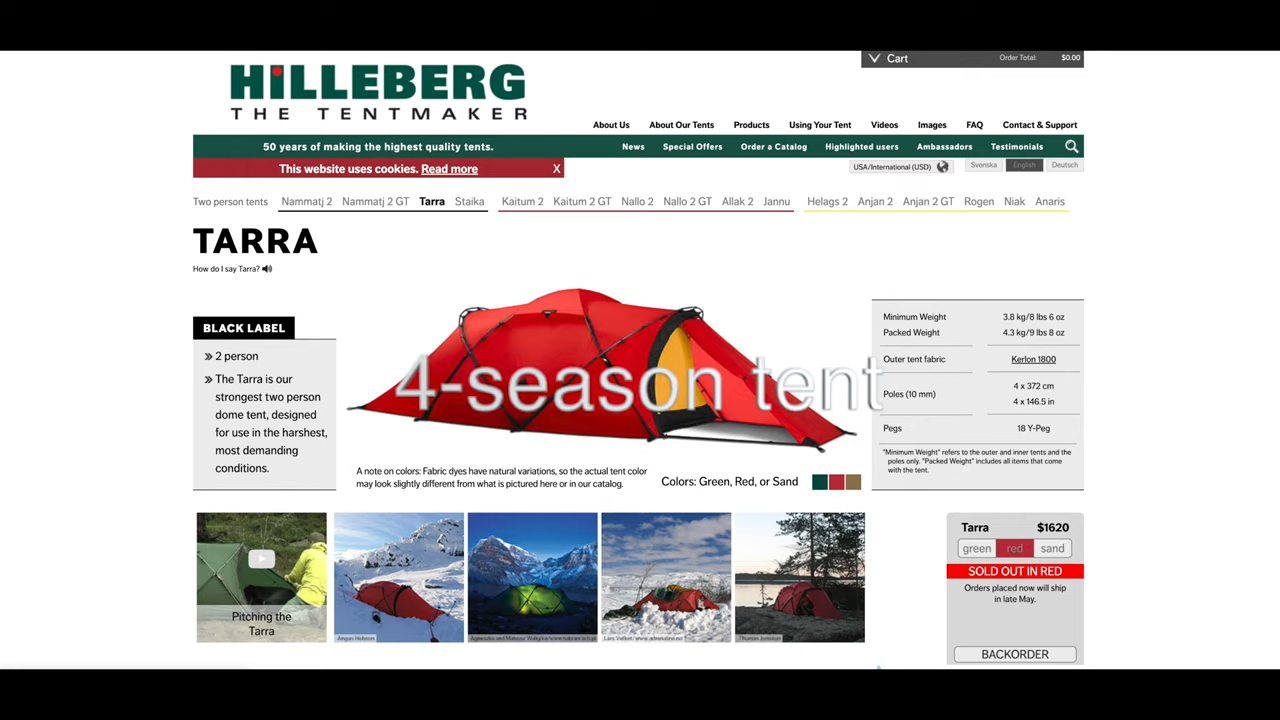 Cart Order Total: $0.00
HILLEBERG
THE TENTMAKER
About Us About Our Tents Products Using Your Tent Videos Images FAQ Contact & Support
50 years of making the highest quality tents. News Special Offers Order a Catalog Highlighted users Ambassadors Testimonials
This website uses cookies. Read more X
USA/International (USD) Svenska English Deutsch
Two person tents Nammatj 2 Nammatj 2 GT Tarra Staika Kaitum 2 Kaitum 2 GT Nallo 2 Nallo 2 GT Allak 2 Jannu Helags 2 Anjan 2 Anjan 2 GT Rogen Niak Anaris
TARRA
How do I say Tarra?
BLACK LABEL
» 2 person
» The Tarra is our
strongest two person
dome tent, designed
for use in the harshest,
most demanding
conditions.
4-season tent
A note on colors: Fabric dyes have natural variations, so the actual tent color
may look slightly different from what is pictured here or in our catalog.
Colors: Green, Red, or Sand
Minimum Weight 3.8 kg/8 lbs 6 oz
Packed Weight 4.3 kg/9 lbs 8 oz
Outer tent fabric Kerlon 1800
Poles (10 mm) 4 x 372 cm
4 x 146.5 in
Pegs 18 Y-Peg
"Minimum Weight" refers to the outer and inner tents and the
poles only. "Packed Weight" includes all items that come
with the tent.
Pitching the
Tarra
Tarra $1620
green red sand
SOLD OUT IN RED
Orders placed now will ship
in late May.
BACKORDER